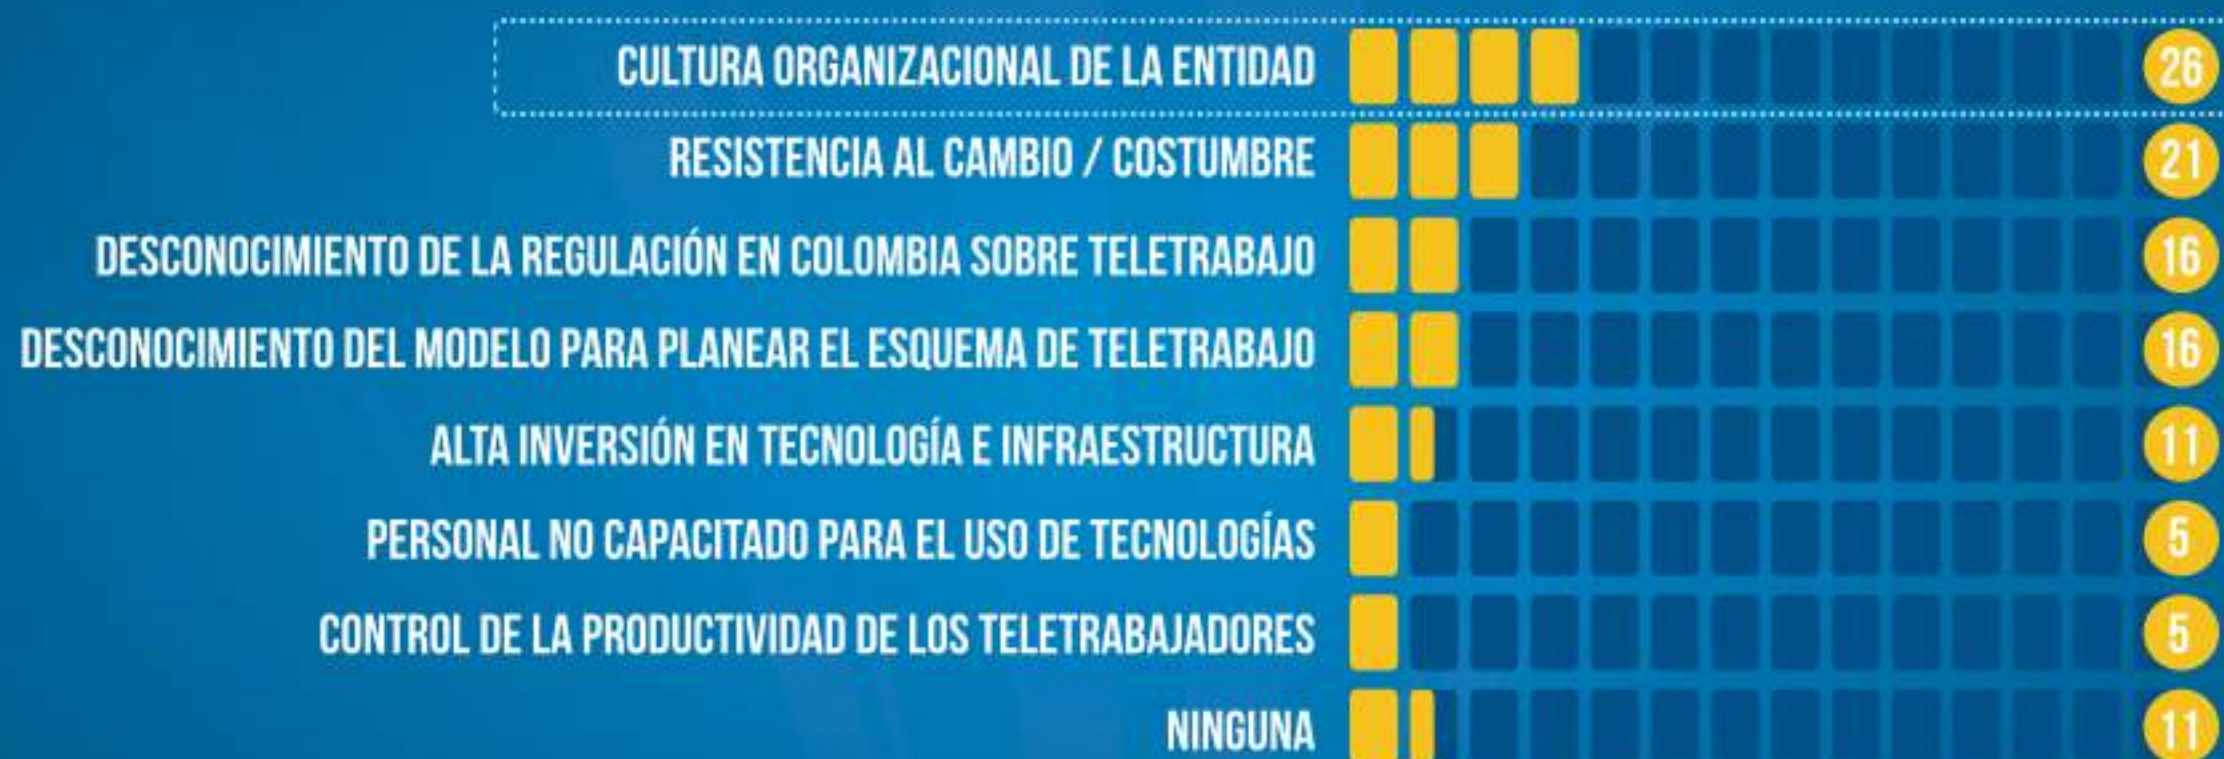 CULTURA ORGANIZACIONAL DE LA ENTIDAD 26
RESISTENCIA AL CAMBIO / COSTUMBRE 21
DESCONOCIMIENTO DE LA REGULACIÓN EN COLOMBIA SOBRE TELETRABAJO 16
DESCONOCIMIENTO DEL MODELO PARA PLANEAR EL ESQUEMA DE TELETRABAJO 16
ALTA INVERSIÓN EN TECNOLOGÍA E INFRAESTRUCTURA 11
PERSONAL NO CAPACITADO PARA EL USO DE TECNOLOGÍAS 5
CONTROL DE LA PRODUCTIVIDAD DE LOS TELETRABAJADORES 5
NINGUNA 11